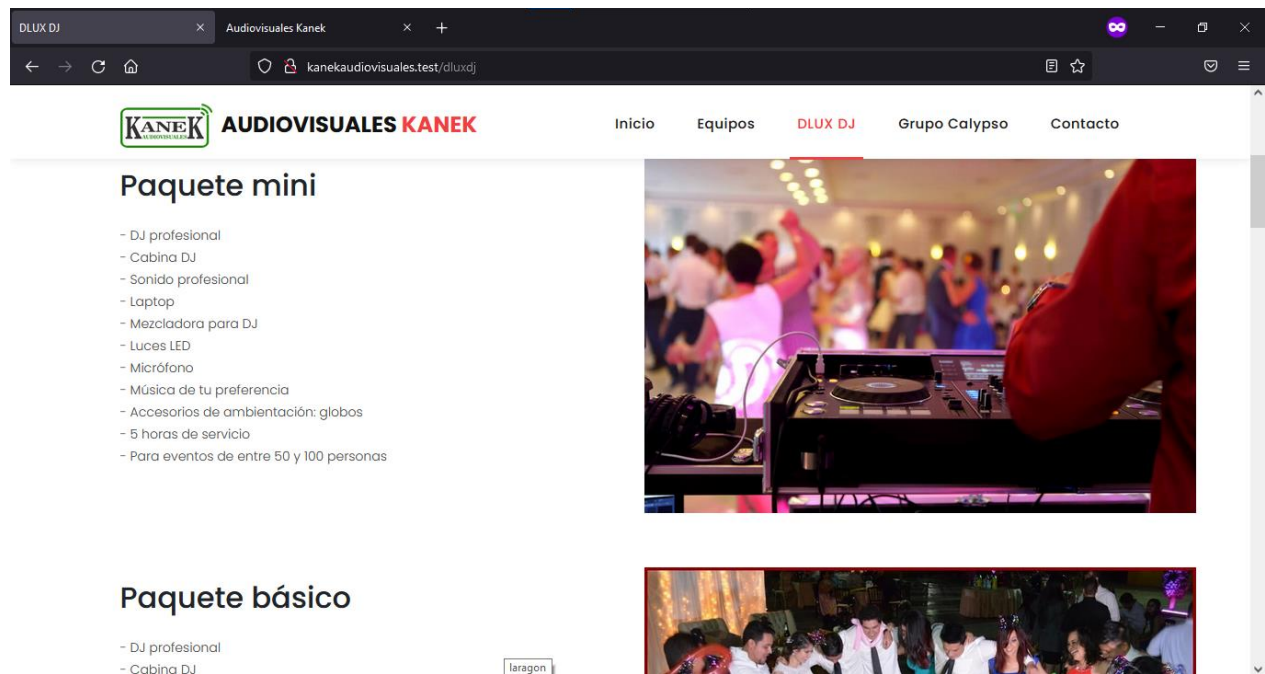 DLUX DJ
Audiovisuales Kanek
kanekaudiovisuales.test/dluxdj
KANEK
AUDIOVISUALES
AUDIOVISUALES KANEK
Inicio
Equipos
DLUX DJ
Grupo Calypso
Contacto
Paquete mini
- DJ profesional
- Cabina DJ
- Sonido profesional
- Laptop
- Mezcladora para DJ
- Luces LED
- Micrófono
- Música de tu preferencia
- Accesorios de ambientación: globos
- 5 horas de servicio
- Para eventos de entre 50 y 100 personas
Paquete básico
- DJ profesional
- Cabina DJ
laragon